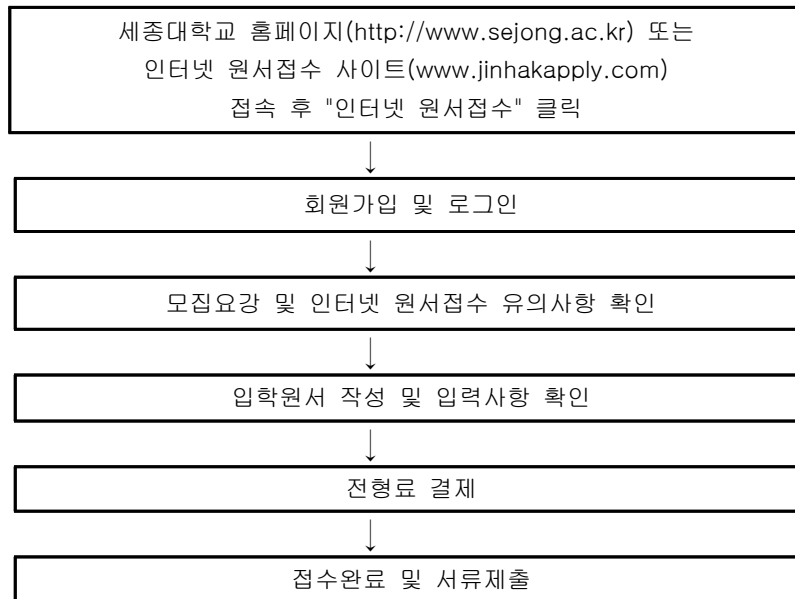 세종대학교 홈페이지(http://www.sejong.ac.kr) 또는
인터넷 원서접수 사이트(www.jinhakapply.com)
접속 후 "인터넷 원서접수" 클릭
↓
회원가입 및 로그인
↓
모집요강 및 인터넷 원서접수 유의사항 확인
↓
입학원서 작성 및 입력사항 확인
↓
전형료 결제
↓
접수완료 및 서류제출